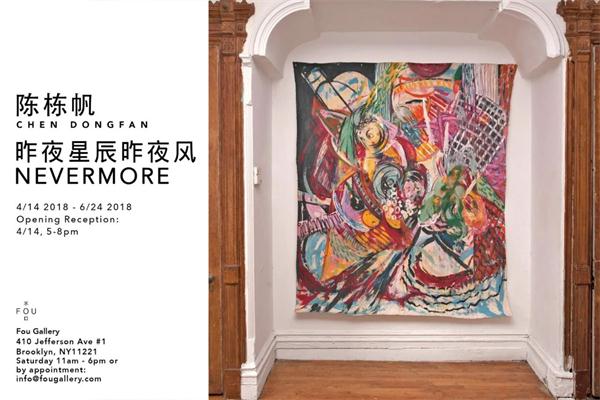 陈栋帆
CHEN DONGFAN
昨夜星辰昨夜风
NEVERMORE
4/14 2018 - 6/24 2018
Opening Reception:
4/14, 5-8pm
FOU
Fou Gallery
410 Jefferson Ave #1
Brooklyn, NY11221
Saturday 11am - 6pm or
by appointment:
info@fougallery.com